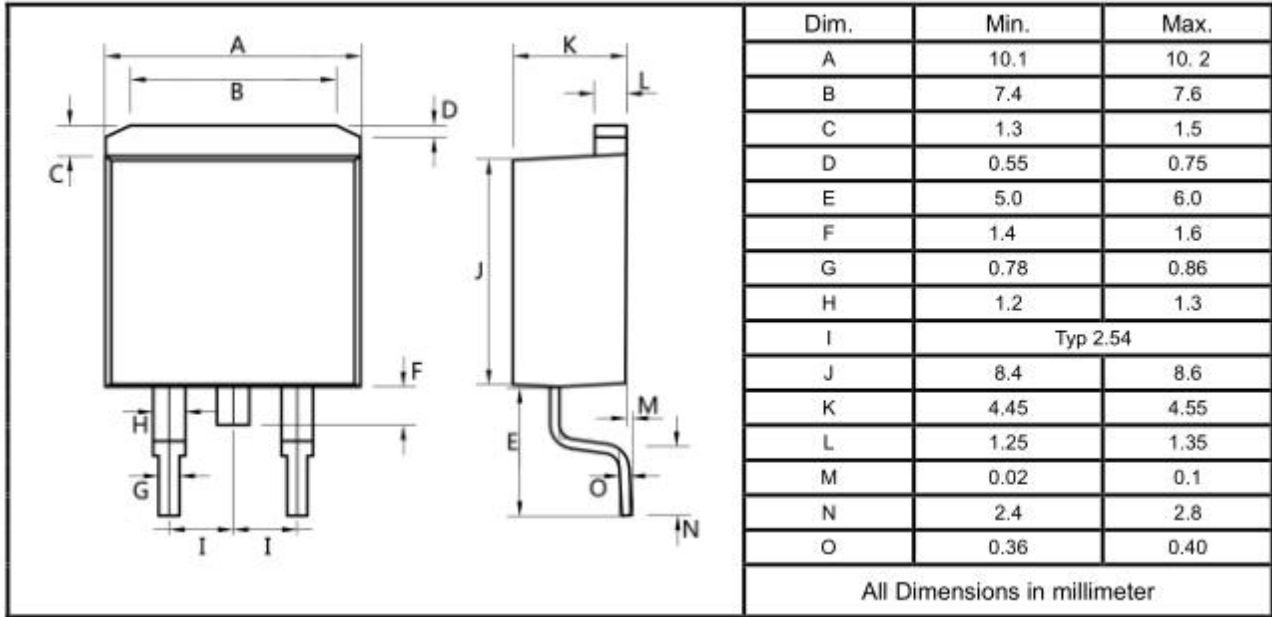 A
B
C
D
F
H
G
I I
K
L
J
M
E
O
N
Dim. Min. Max.
A 10.1 10. 2
B 7.4 7.6
C 1.3 1.5
D 0.55 0.75
E 5.0 6.0
F 1.4 1.6
G 0.78 0.86
H 1.2 1.3
I Typ 2.54
J 8.4 8.6
K 4.45 4.55
L 1.25 1.35
M 0.02 0.1
N 2.4 2.8
O 0.36 0.40
All Dimensions in millimeter